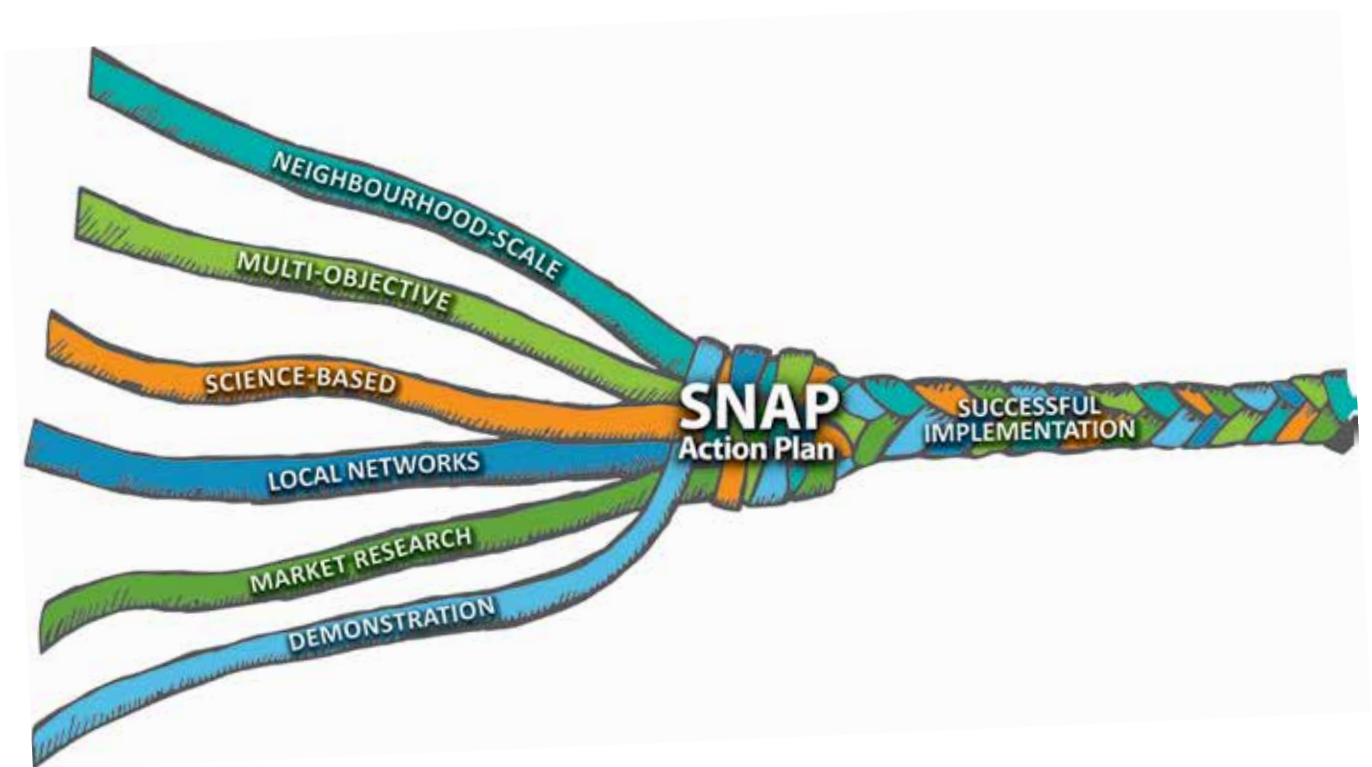 NEIGHBOURHOOD-SCALE
MULTI-OBJECTIVE
SCIENCE-BASED
LOCAL NETWORKS
MARKET RESEARCH
DEMONSTRATION
SNAP
Action Plan
SUCCESSFUL
IMPLEMENTATION